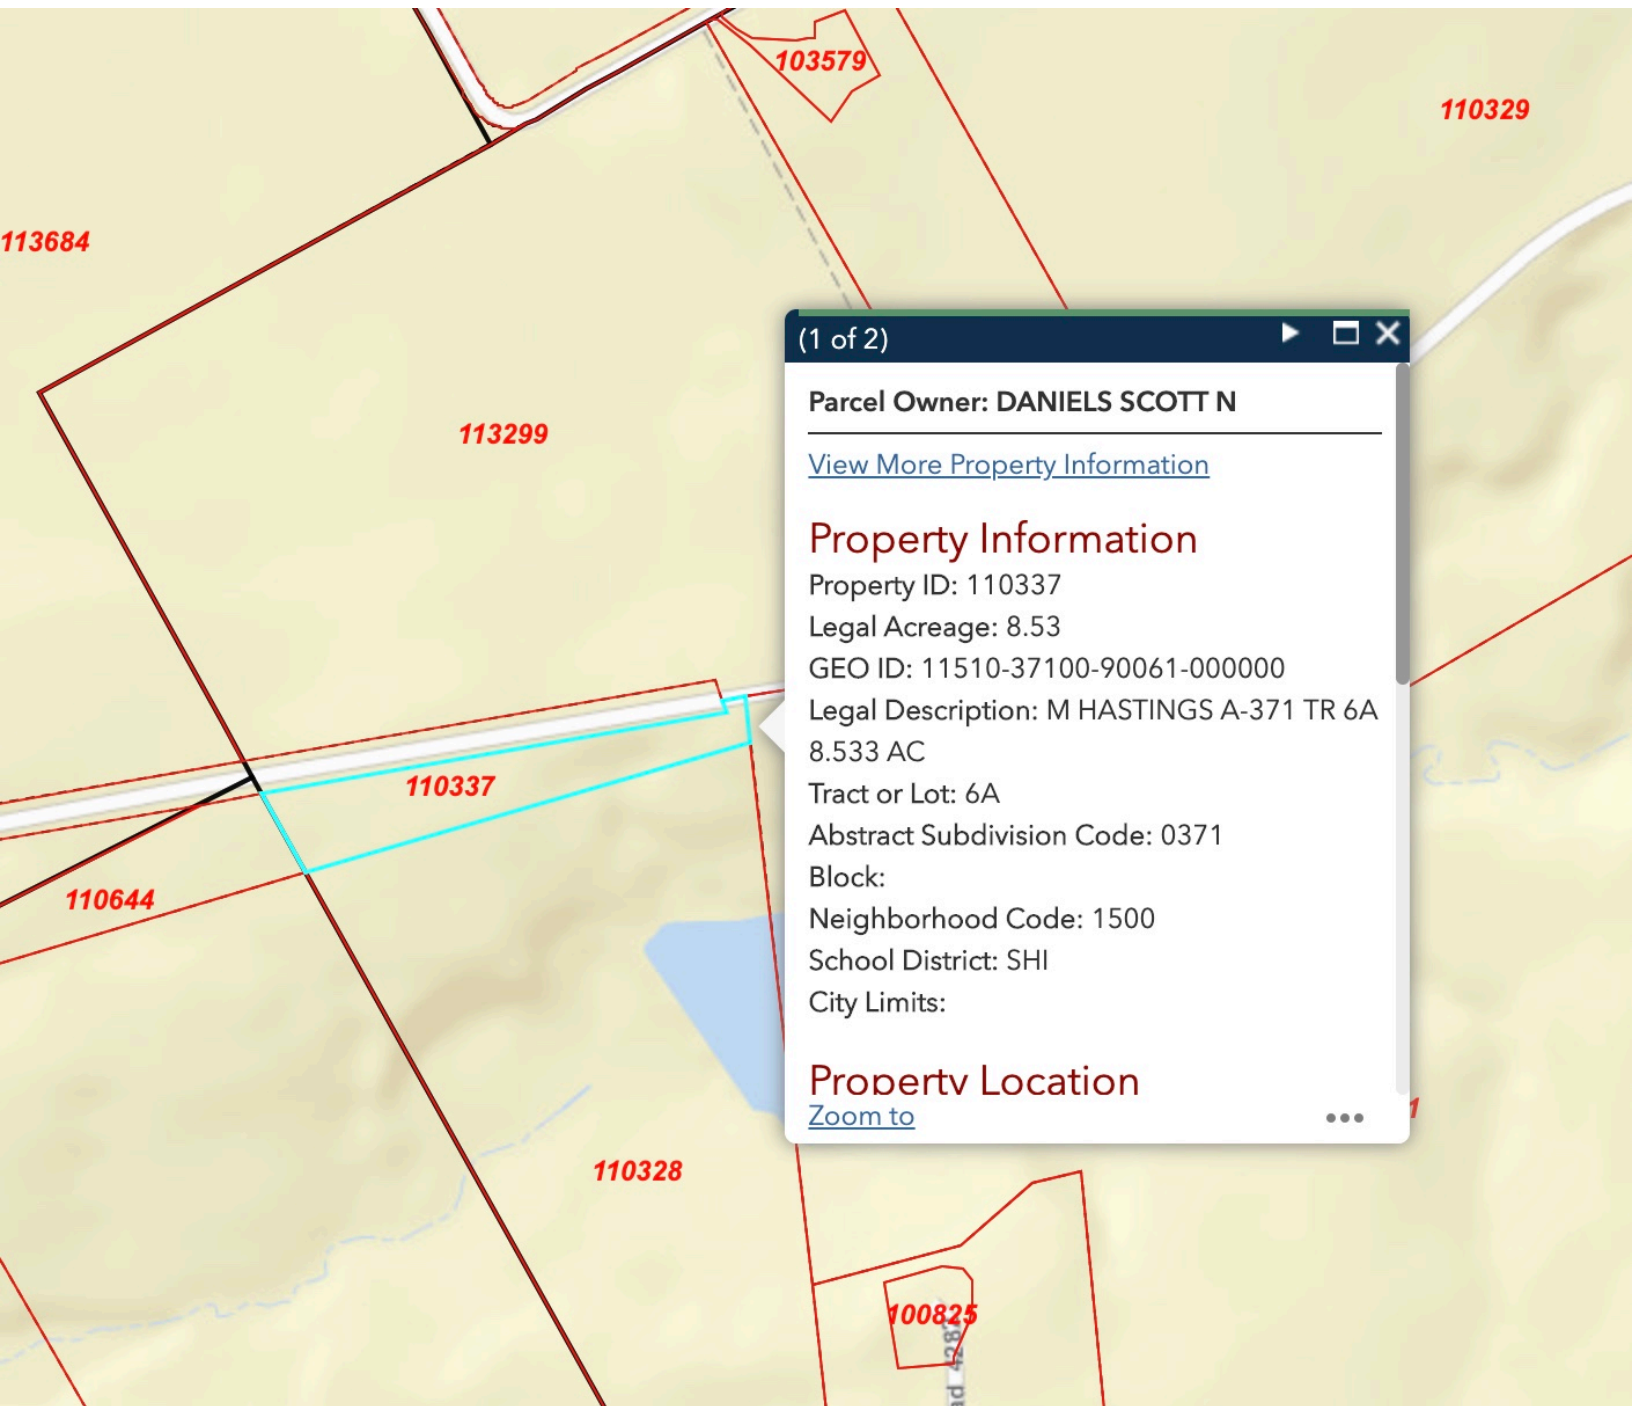 103579
110329
113684
(1 of 2)
Parcel Owner: DANIELS SCOTT N
113299
View More Property Information
Property Information
Property ID: 110337
Legal Acreage: 8.53
GEO ID: 11510-37100-90061-000000
Legal Description: M HASTINGS A-371 TR 6A
8.533 AC
110337
Tract or Lot: 6A
Abstract Subdivision Code: 0371
Block:
110644
Neighborhood Code: 1500
School District: SHI
City Limits:
Property Location
Zoom to
110328
100825